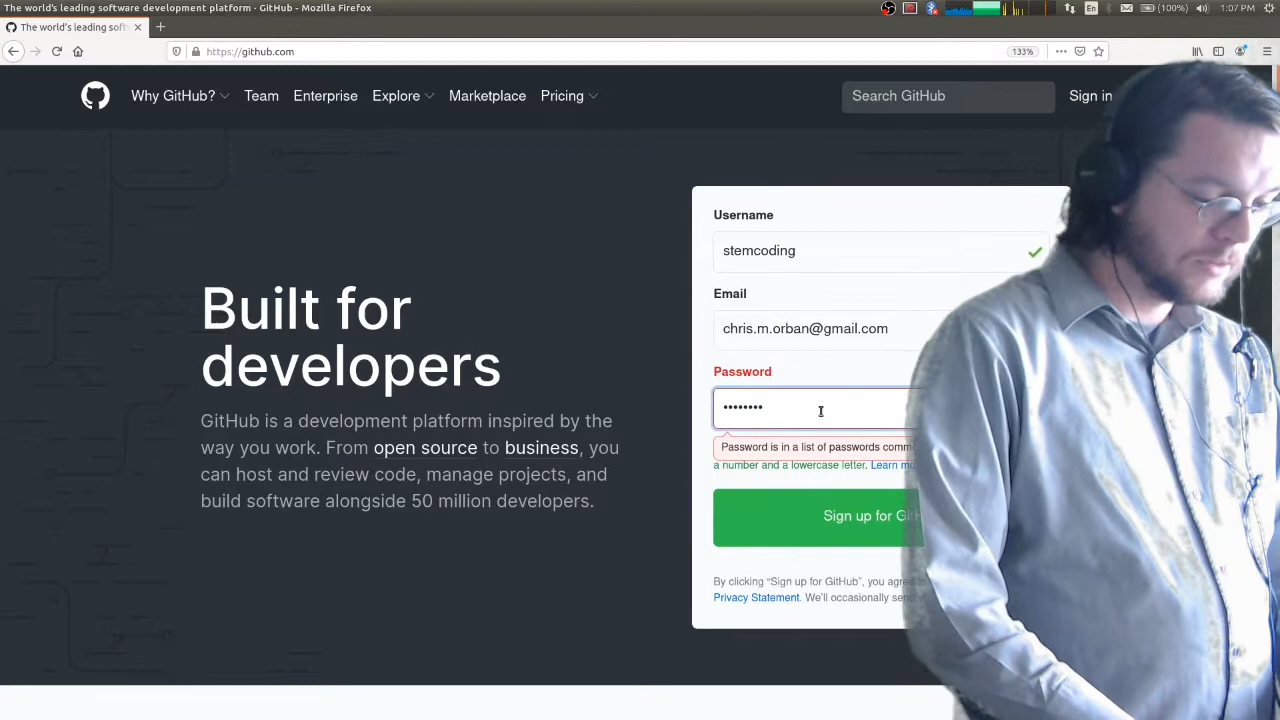 The world's leading software development platform · GitHub - Mozilla Firefox
En
(100%)
1:07 PM
The world's leading soft
https://github.com
133%
Why GitHub?
Team
Enterprise
Explore
Marketplace
Pricing
Search GitHub
Sign in
Built for
developers
GitHub is a development platform inspired by the
way you work. From open source to business, you
can host and review code, manage projects, and
build software alongside 50 million developers.
Username
stemcoding
Email
chris.m.orban@gmail.com
Password
••••••••
Password is in a list of passwords
a number and a lowercase letter. Learn
Sign up for
By clicking “Sign up for GitHub”, you
Privacy Statement. We'll occasionally